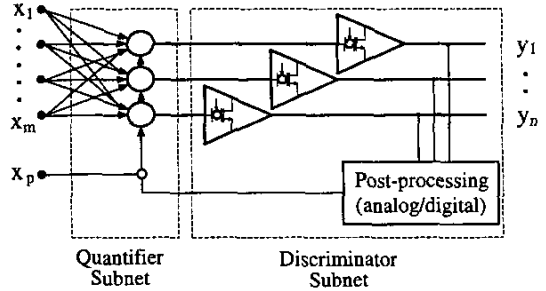 x1
y1
xm
yn
xp
Post-processing
(analog/digital)
Quantifier
Subnet
Discriminator
Subnet